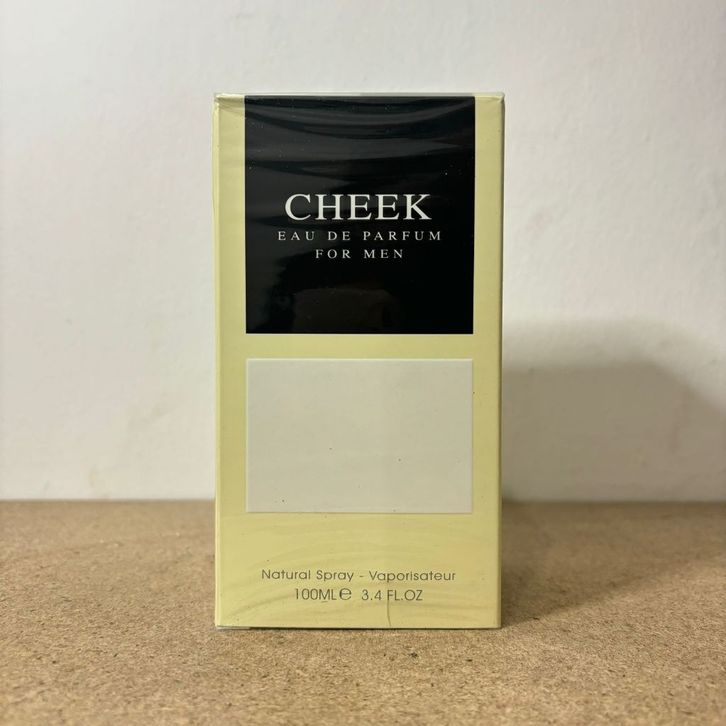 CHEEK
EAU DE PARFUM
FOR MEN
Natural Spray - Vaporisateur
100ML℮ 3.4 FL.OZ